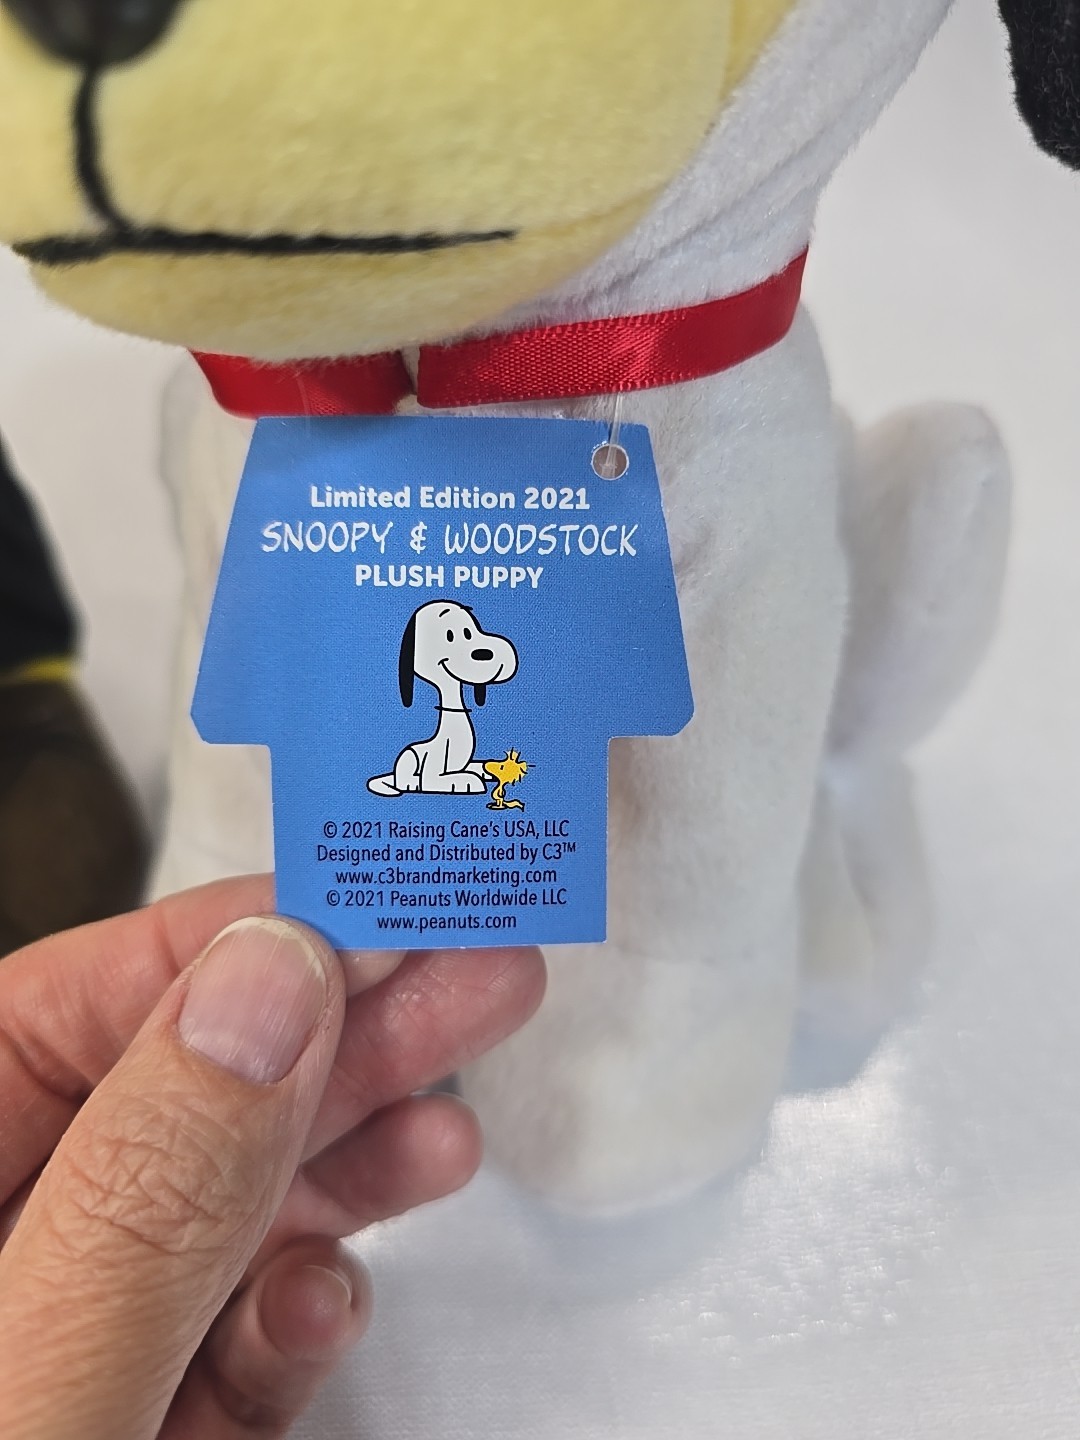 Limited Edition 2021
SNOOPY & WOODSTOCK
PLUSH PUPPY
© 2021 Raising Cane's USA, LLC
Designed and Distributed by C3™
www.c3brandmarketing.com
© 2021 Peanuts Worldwide LLC
www.peanuts.com